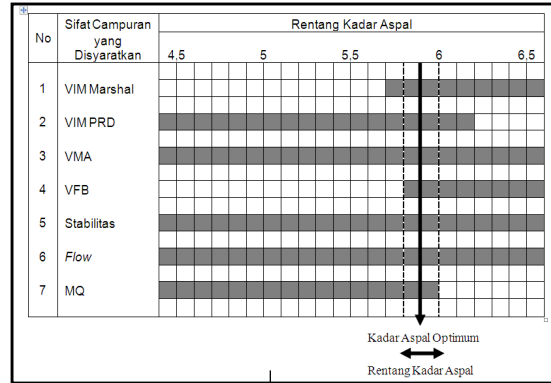 No
Sifat Campuran
yang
Disyaratkan
Rentang Kadar Aspal
4.5 5 5.5 6 6.5
1 VIM Marshal
2 VIM PRD
3 VMA
4 VFB
5 Stabilitas
6 Flow
7 MQ
Kadar Aspal Optimum
Rentang Kadar Aspal